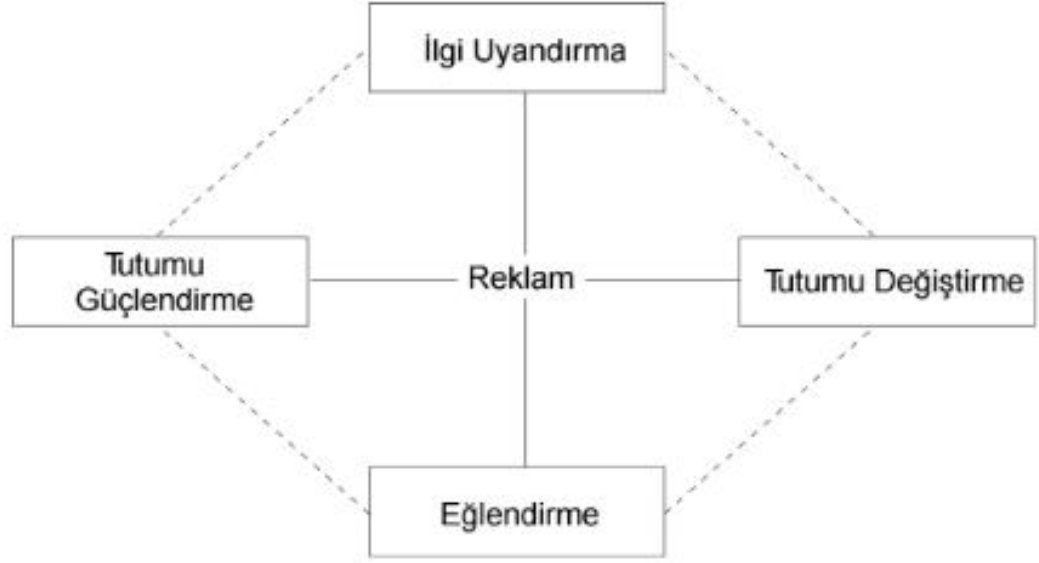 İlgi Uyandırma
Tutumu
Güçlendirme
Reklam
Tutumu Değiştirme
Eğlendirme